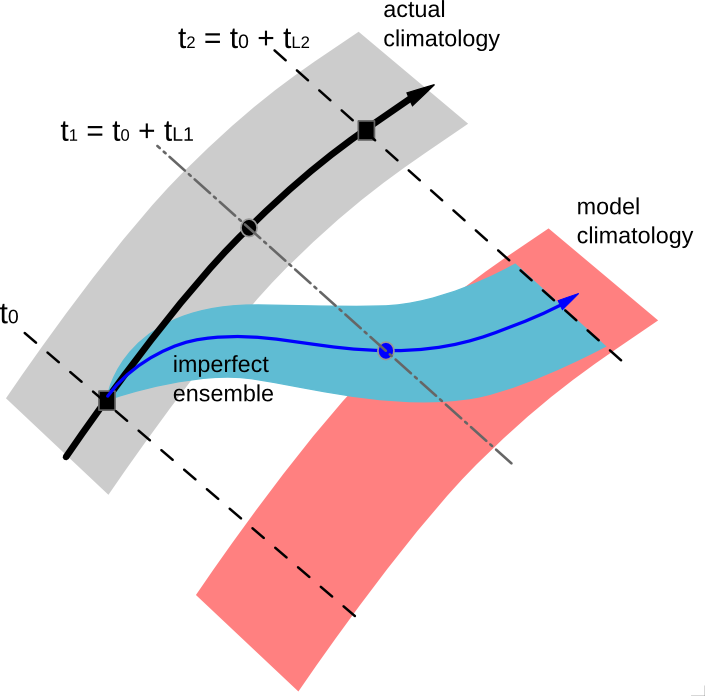 actual
climatology
t2 = t0 + tL2
t1 = t0 + tL1
model
climatology
t0
imperfect
ensemble